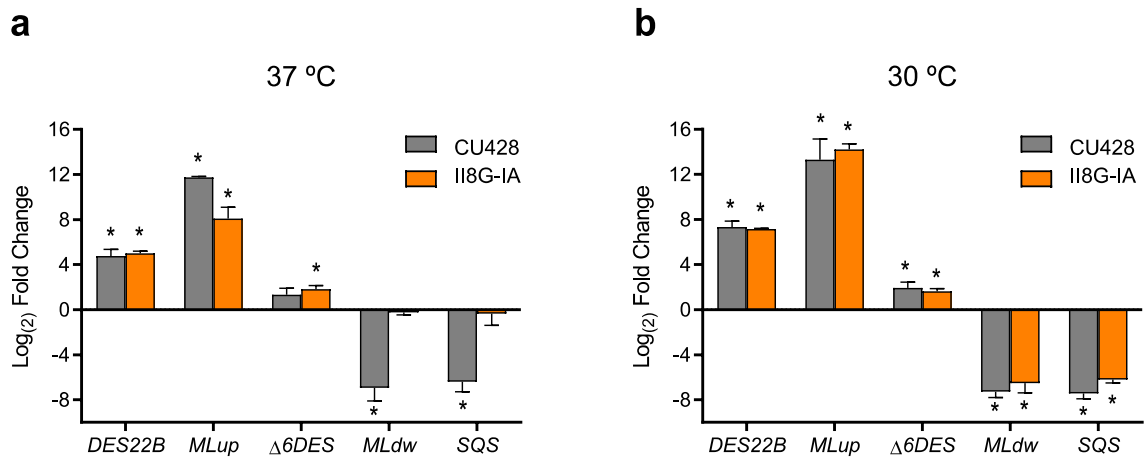 a
37 ºC
Log(2) Fold Change
16
12
8
4
0
-4
-8
* * * * * * *
CU428
II8G-IA
DES22B MLup Δ6DES MLdw SQS
b
30 ºC
Log(2) Fold Change
16
12
8
4
0
-4
-8
* * * * * * * * * *
CU428
II8G-IA
DES22B MLup Δ6DES MLdw SQS